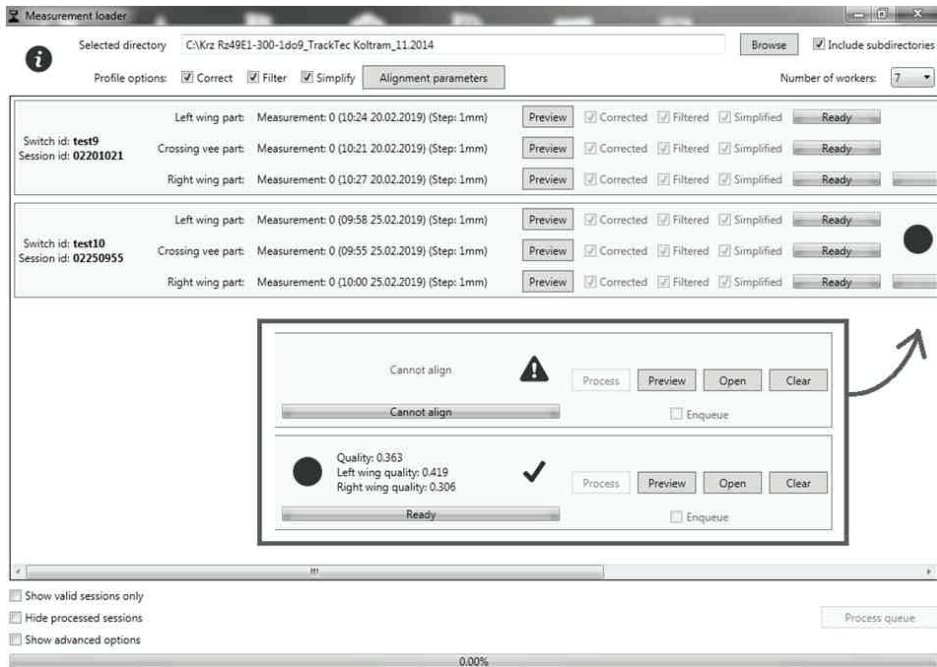 Measurement loader
Selected directory C:\Krz Rz49E1-300-1do9_TrackTec Koltram_11.2014 Browse Include subdirectories
Profile options: Correct Filter Simplify Alignment parameters Number of workers: 7
Left wing part: Measurement: 0 (10:24 20.02.2019) (Step: 1mm) Preview Corrected Filtered Simplified Ready
Switch id: test9
Session id: 02201021
Crossing vee part: Measurement: 0 (10:21 20.02.2019) (Step: 1mm) Preview Corrected Filtered Simplified Ready
Right wing part: Measurement: 0 (10:27 20.02.2019) (Step: 1mm) Preview Corrected Filtered Simplified Ready
Left wing part: Measurement: 0 (09:58 25.02.2019) (Step: 1mm) Preview Corrected Filtered Simplified Ready
Switch id: test10
Session id: 02250955
Crossing vee part: Measurement: 0 (09:55 25.02.2019) (Step: 1mm) Preview Corrected Filtered Simplified Ready
Right wing part: Measurement: 0 (10:00 25.02.2019) (Step: 1mm) Preview Corrected Filtered Simplified Ready
Cannot align Process Preview Open Clear
Cannot align Enqueue
Quality: 0.363
Left wing quality: 0.419
Right wing quality: 0.306
Process Preview Open Clear
Ready Enqueue
Show valid sessions only
Hide processed sessions Process queue
Show advanced options
0.00%